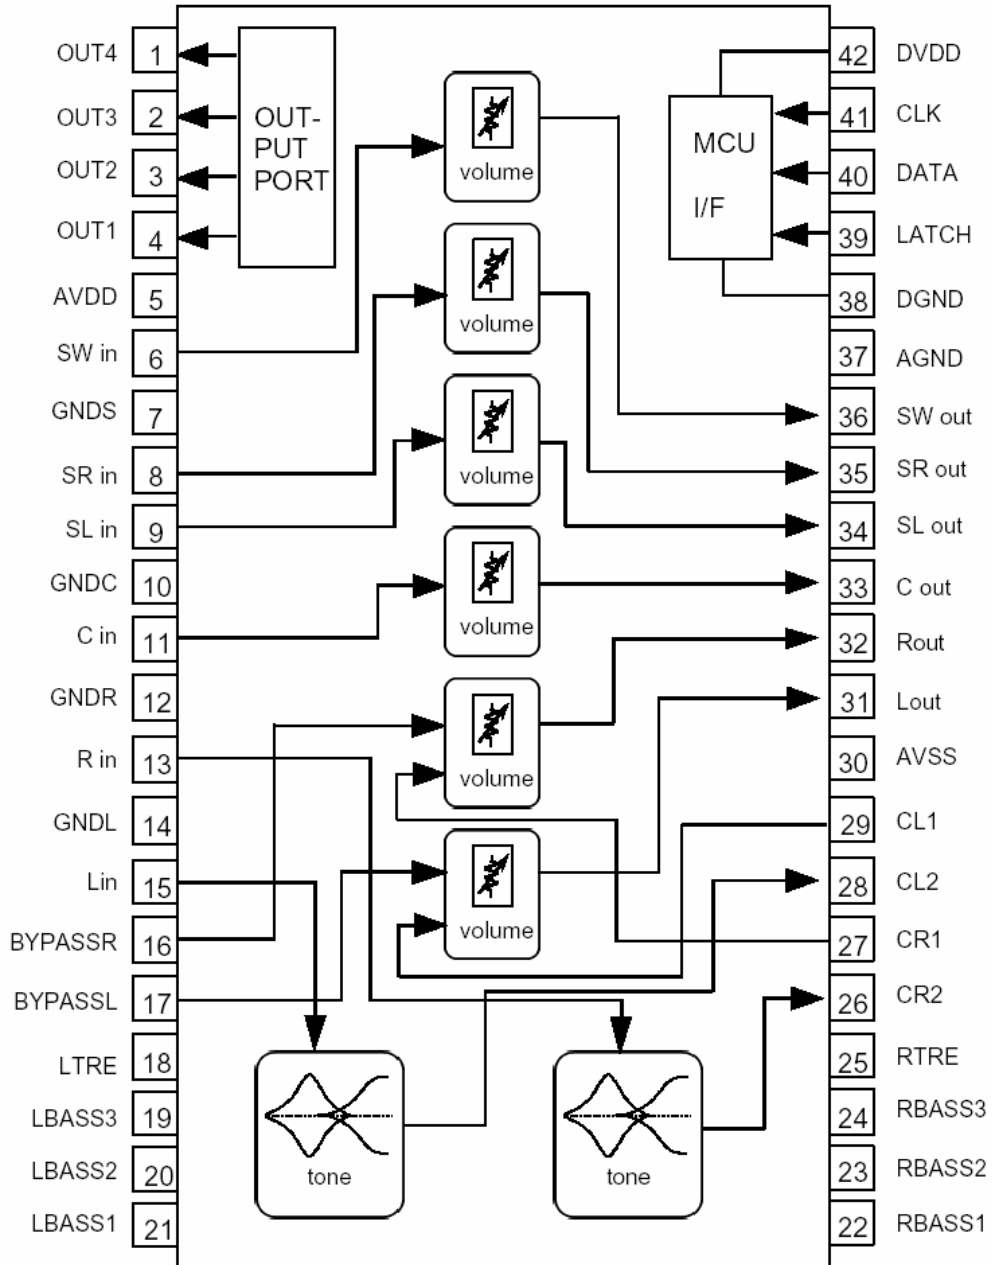 OUT4 1
OUT3 2
OUT2 3
OUT1 4
AVDD 5
SW in 6
GNDS 7
SR in 8
SL in 9
GNDC 10
C in 11
GNDR 12
R in 13
GNDL 14
Lin 15
BYPASSR 16
BYPASSL 17
LTRE 18
LBASS3 19
LBASS2 20
LBASS1 21
OUT-
PUT
PORT
volume
volume
volume
volume
volume
volume
tone
tone
MCU
I/F
42 DVDD
41 CLK
40 DATA
39 LATCH
38 DGND
37 AGND
36 SW out
35 SR out
34 SL out
33 C out
32 Rout
31 Lout
30 AVSS
29 CL1
28 CL2
27 CR1
26 CR2
25 RTRE
24 RBASS3
23 RBASS2
22 RBASS1